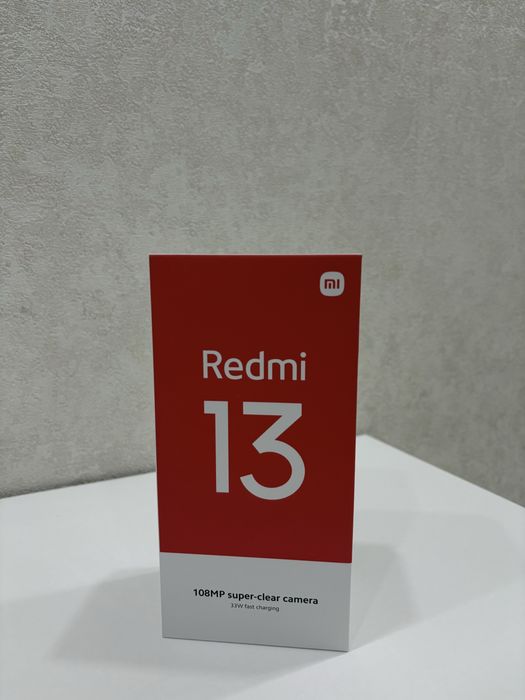 mi
Redmi
13
108MP super-clear camera
33W fast charging